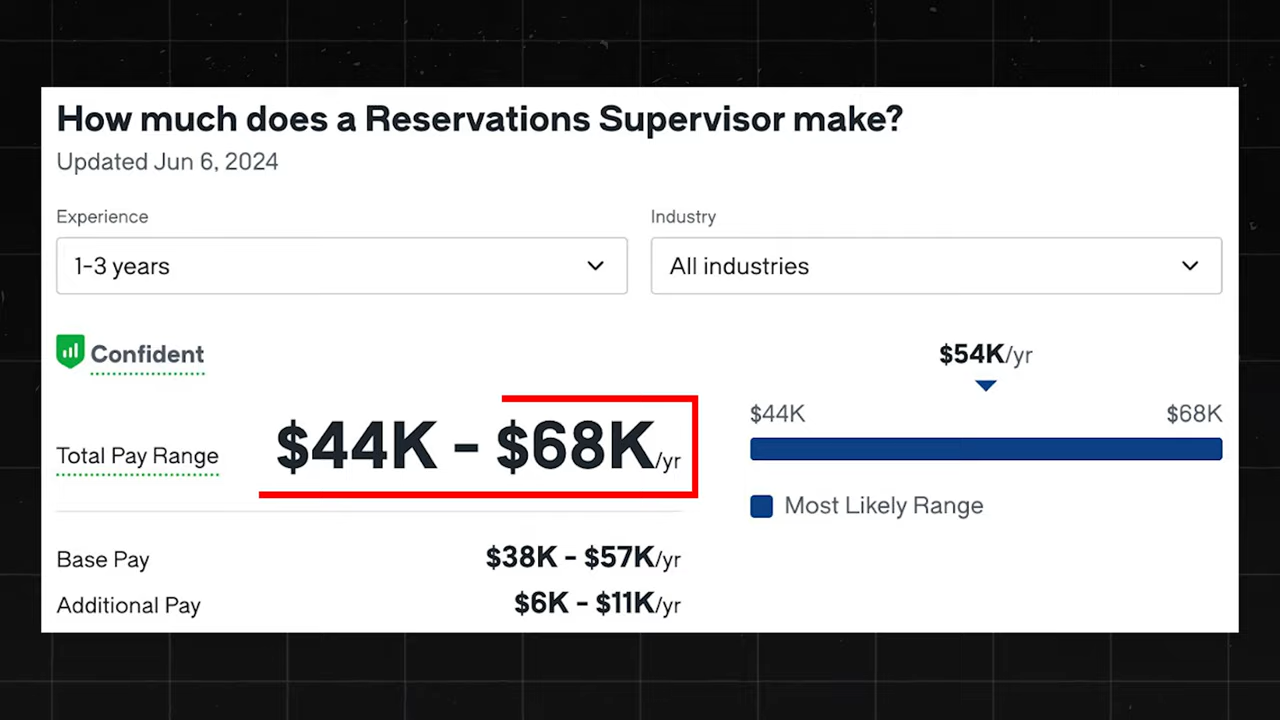 How much does a Reservations Supervisor make?
Updated Jun 6, 2024
Experience
1-3 years
Industry
All industries
Confident
Total Pay Range
$44K - $68K/yr
Base Pay
$38K - $57K/yr
Additional Pay
$6K - $11K/yr
$54K/yr
$44K
$68K
Most Likely Range